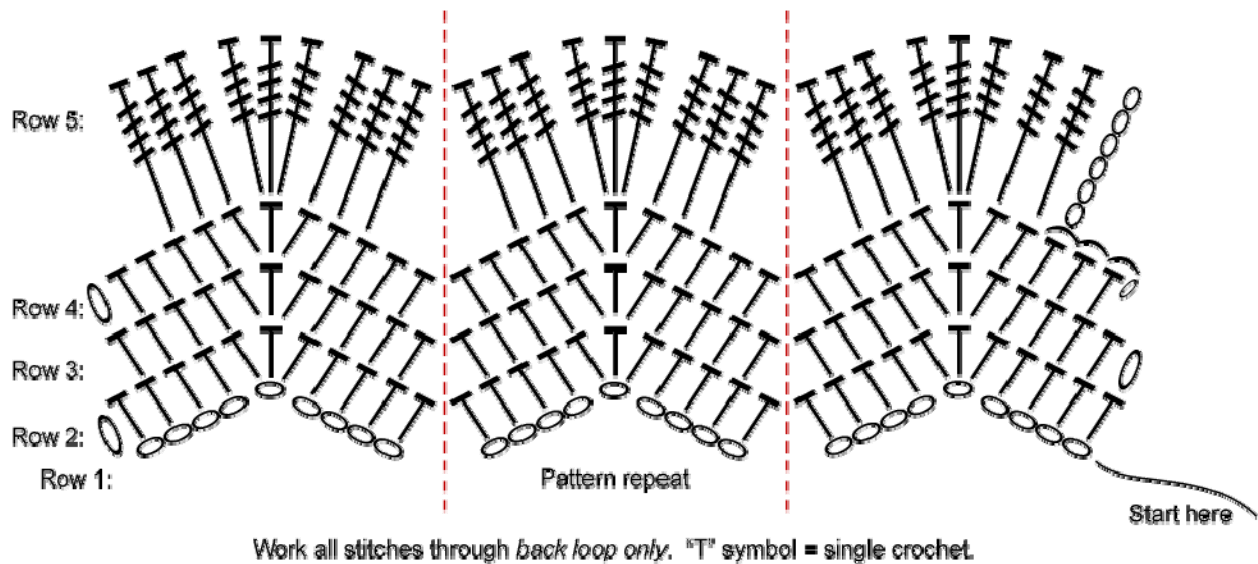 Row 5:
Row 4:
Row 3:
Row 2:
Row 1:
Pattern repeat
Start here
Work all stitches through back loop only. "T" symbol = single crochet.